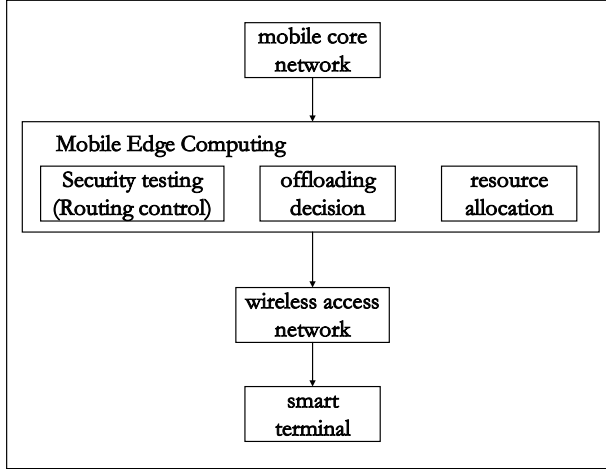 mobile core
network
Mobile Edge Computing
Security testing
(Routing control)
offloading
decision
resource
allocation
wireless access
network
smart
terminal